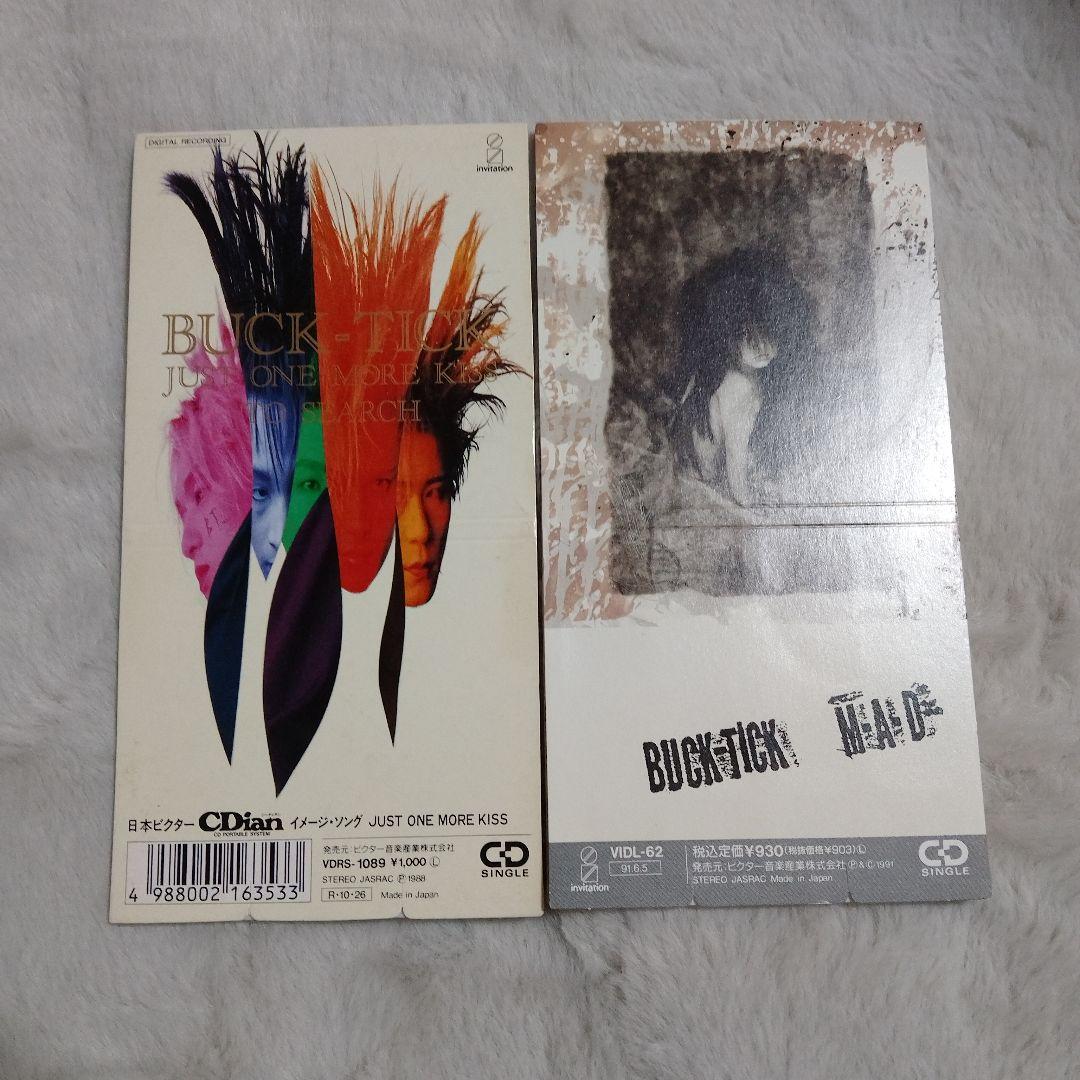 DIGITAL RECORDING
invitation
BUCK-TICK
JUST ONE MORE KISS
TO SEARCH
日本ビクター CDian イメージ・ソング JUST ONE MORE KISS
CD PORTABLE SYSTEM
発売元:ビクター音楽産業株式会社
VDRS-1089 ¥1,000 Ⓛ
STEREO JASRAC Ⓟ 1988
R・10・26 Made in Japan
CD
SINGLE
4 988002 163533
BUCK-TICK M-A-D
invitation
VIDL-62
91.6.5
税込定価¥930(税抜価格¥903)Ⓛ
発売元:ビクター音楽産業株式会社 Ⓟ&Ⓒ1991
STEREO JASRAC Made in Japan
CD
SINGLE